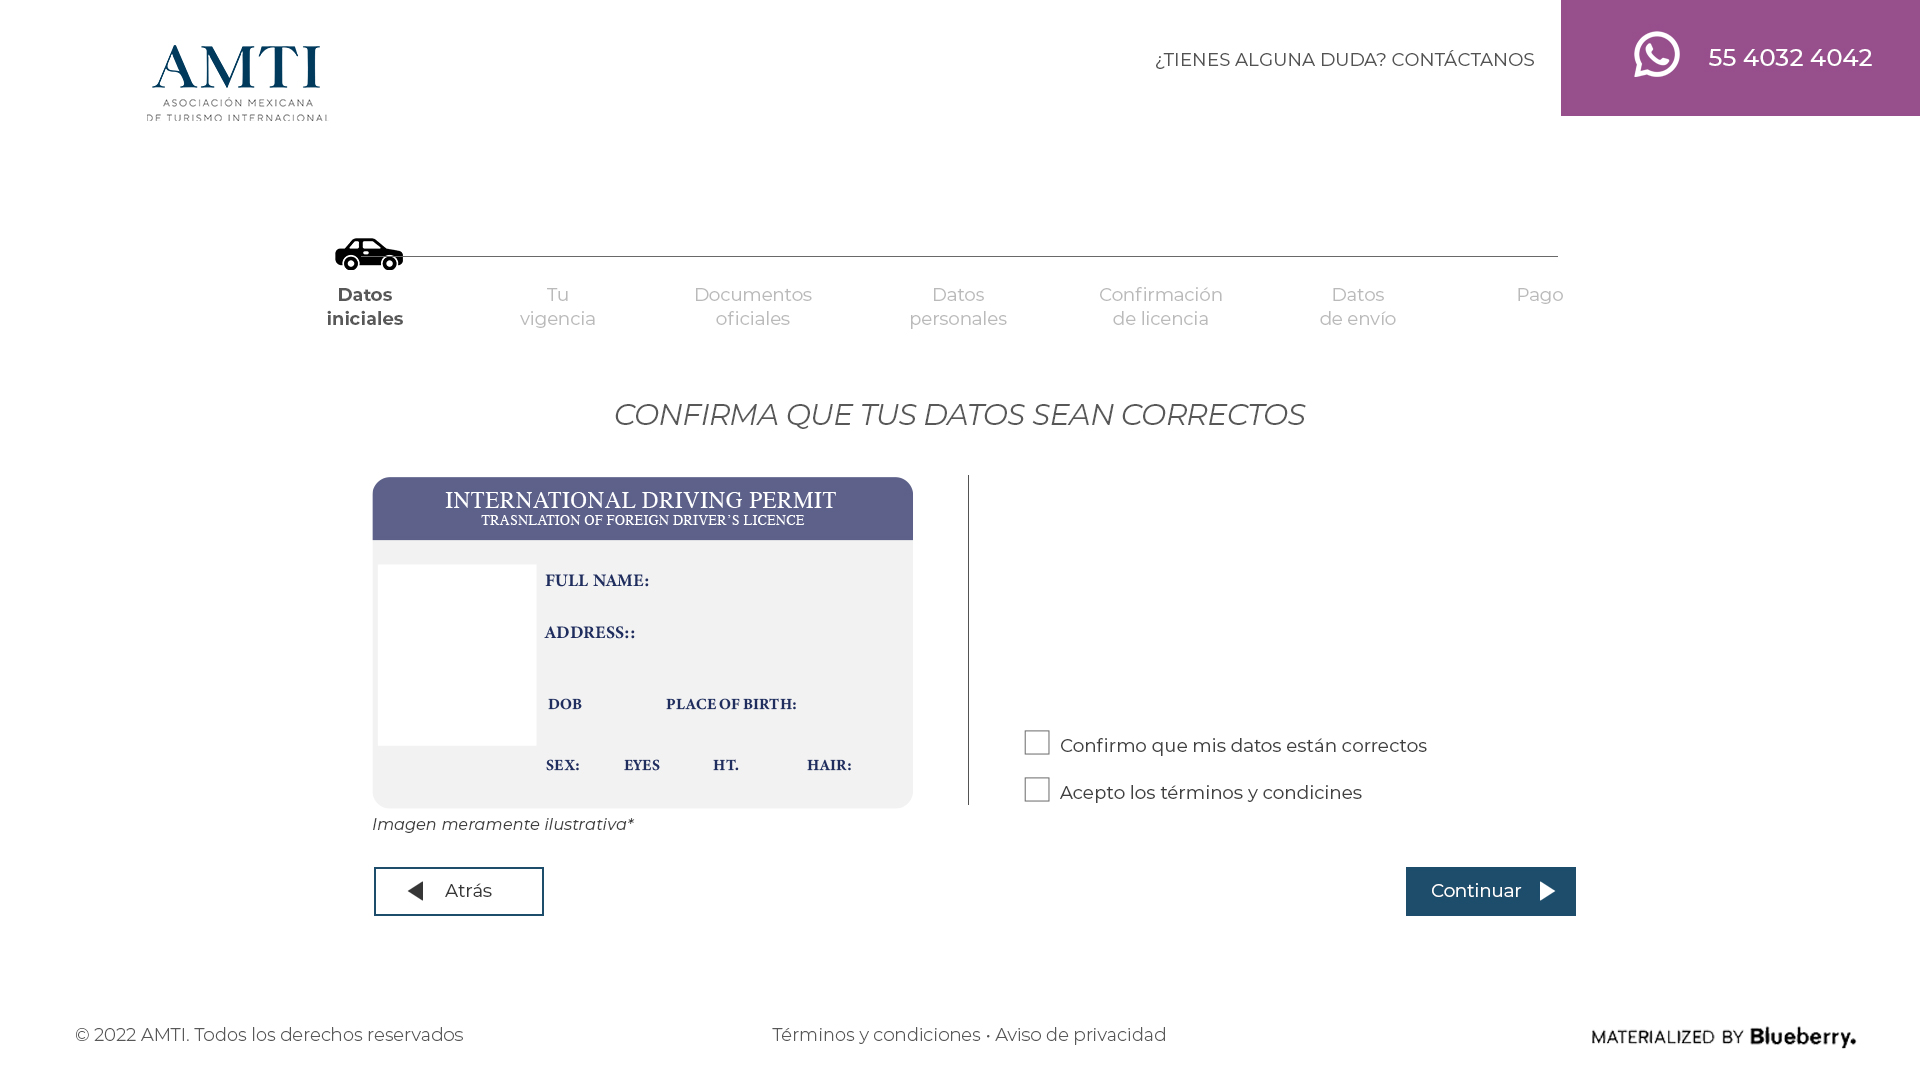 AMTI
ASOCIACIÓN MEXICANA
DE TURISMO INTERNACIONAL
¿TIENES ALGUNA DUDA? CONTÁCTANOS
55 4032 4042
Datos
iniciales
Tu
vigencia
Documentos
oficiales
Datos
personales
Confirmación
de licencia
Datos
de envío
Pago
CONFIRMA QUE TUS DATOS SEAN CORRECTOS
INTERNATIONAL DRIVING PERMIT
TRASNLATION OF FOREIGN DRIVER'S LICENCE
FULL NAME:
ADDRESS::
DOB PLACE OF BIRTH:
SEX: EYES HT. HAIR:
Imagen meramente ilustrativa*
Confirmo que mis datos están correctos
Acepto los términos y condicines
Atrás
Continuar
© 2022 AMTI. Todos los derechos reservados
Términos y condiciones • Aviso de privacidad
MATERIALIZED BY Blueberry.